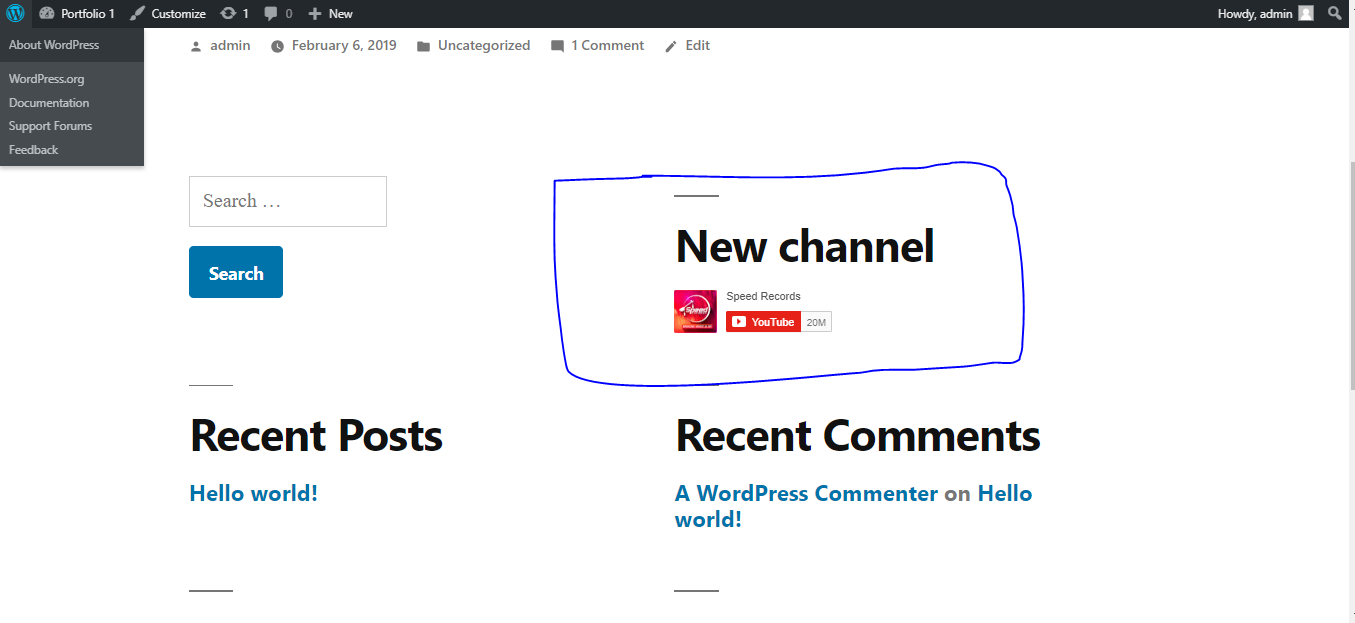 Portfolio 1 Customize 1 0 New Howdy, admin
About WordPress
WordPress.org
Documentation
Support Forums
Feedback
admin February 6, 2019 Uncategorized 1 Comment Edit
Search …
Search
New channel
Speed
Speed Records
YouTube 20M
Recent Posts
Hello world!
Recent Comments
A WordPress Commenter on Hello
world!